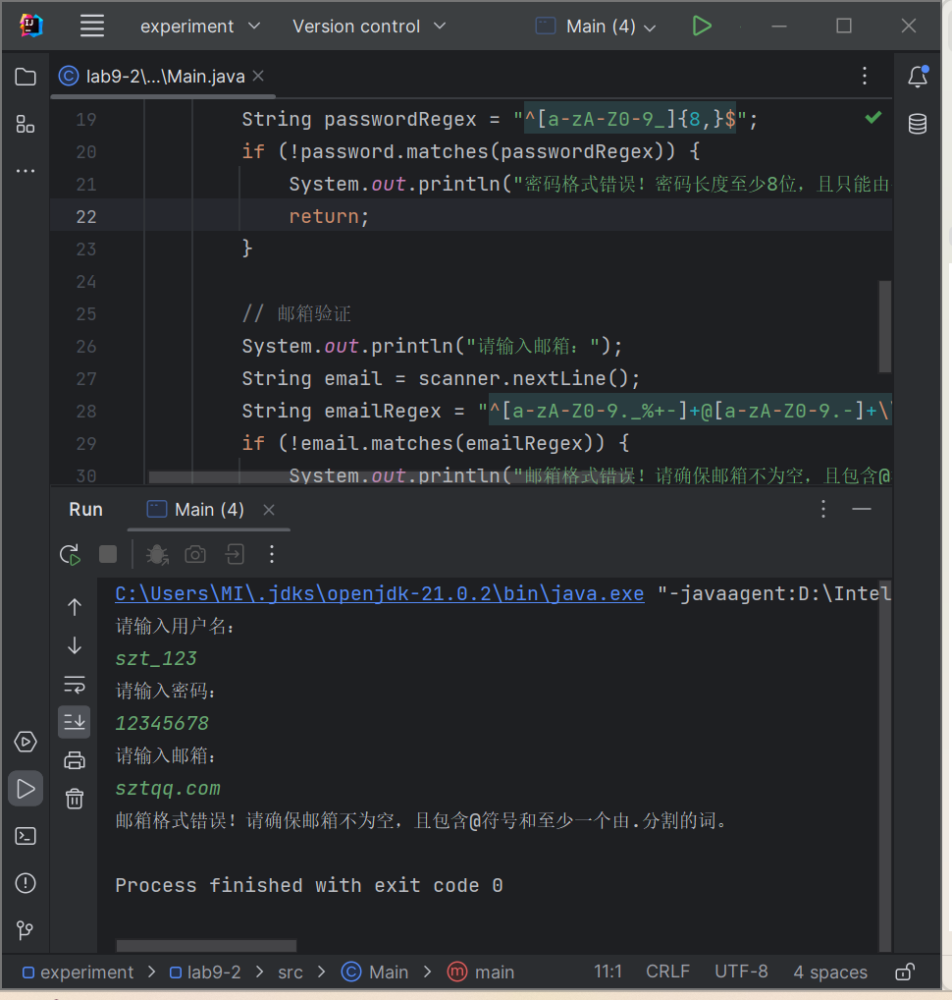 experiment Version control Main (4)
lab9-2\...\Main.java
19 String passwordRegex = "^[a-zA-Z0-9_]{8,}$";
20 if (!password.matches(passwordRegex)) {
21 System.out.println("密码格式错误！密码长度至少8位，且只能由
22 return;
23 }
24
25 // 邮箱验证
26 System.out.println("请输入邮箱：");
27 String email = scanner.nextLine();
28 String emailRegex = "^[a-zA-Z0-9._%+-]+@[a-zA-Z0-9.-]+\
29 if (!email.matches(emailRegex)) {
30 System.out.println("邮箱格式错误！请确保邮箱不为空，且包含@
Run Main (4)
C:\Users\MI\.jdks\openjdk-21.0.2\bin\java.exe "-javaagent:D:\Intel
请输入用户名：
szt_123
请输入密码：
12345678
请输入邮箱：
sztqq.com
邮箱格式错误！请确保邮箱不为空，且包含@符号和至少一个由.分割的词。
Process finished with exit code 0
experiment > lab9-2 > src > Main > main 11:1 CRLF UTF-8 4 spaces